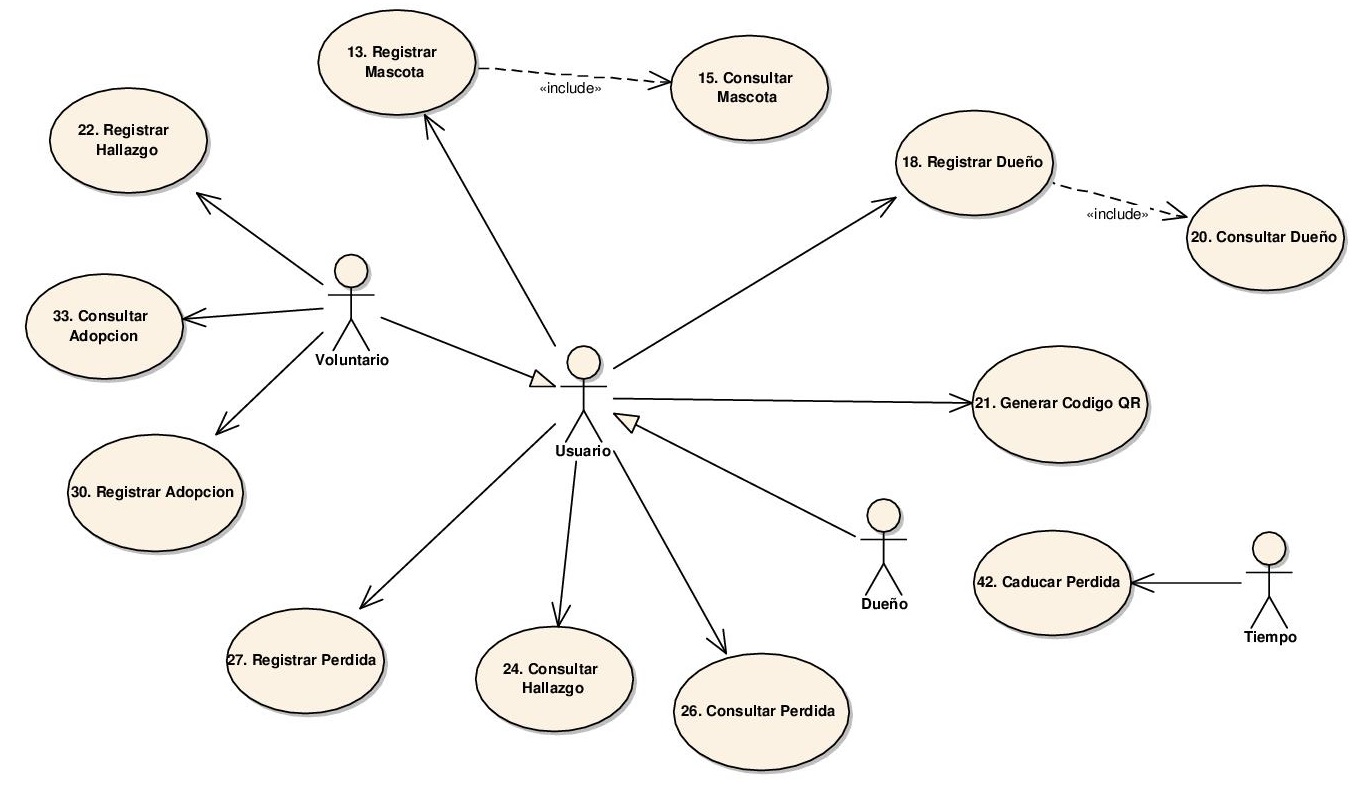 13. Registrar
Mascota
«include»
15. Consultar
Mascota
22. Registrar
Hallazgo
18. Registrar Dueño
«include»
20. Consultar Dueño
33. Consultar
Adopcion
Voluntario
30. Registrar Adopcion
Usuario
21. Generar Codigo QR
Dueño
42. Caducar Perdida
Tiempo
27. Registrar Perdida
24. Consultar
Hallazgo
26. Consultar Perdida